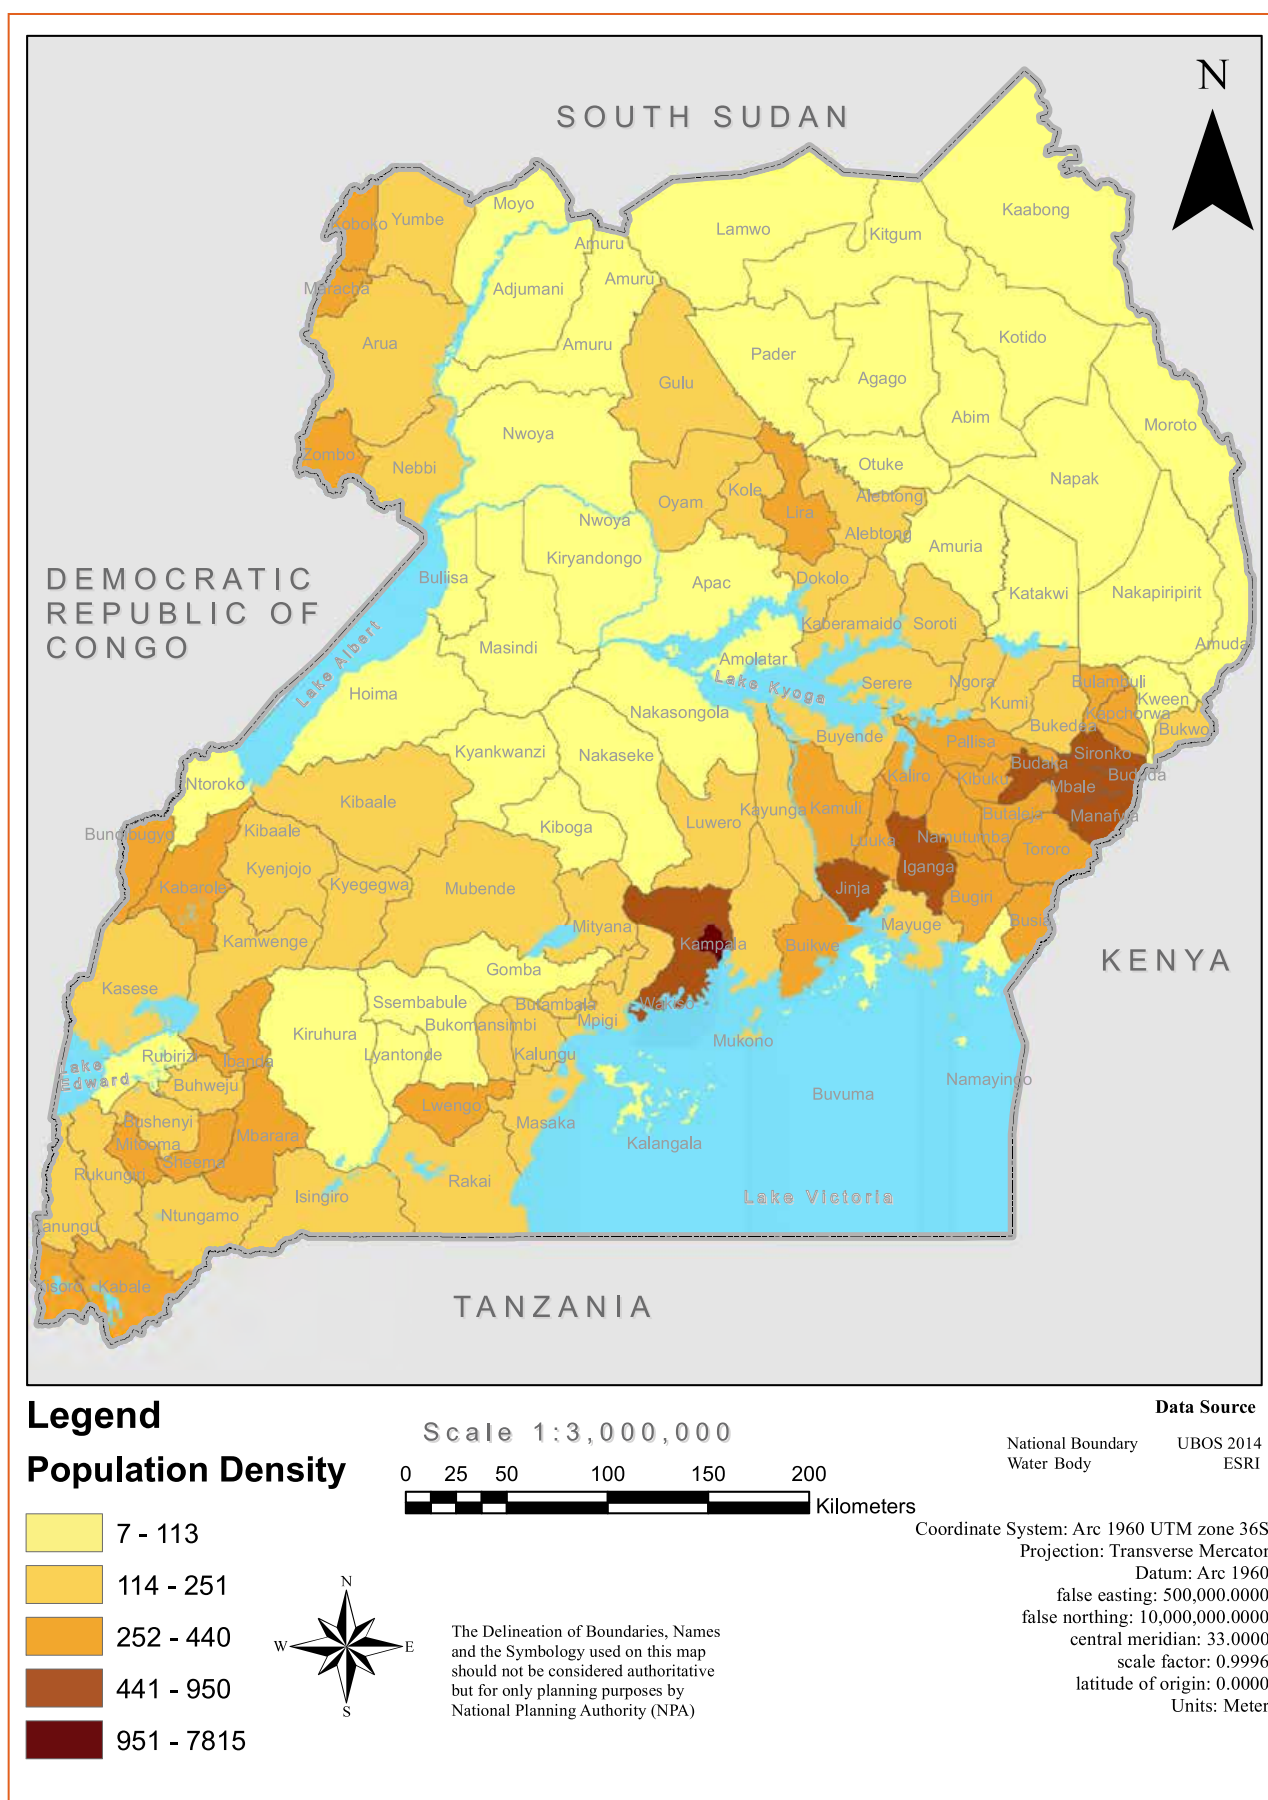 N
SOUTH SUDAN
Kaabong
Moyo
Koboko
Yumbe
Lamwo
Kitgum
Amuru
Amuru
Maracha
Adjumani
Kotido
Arua
Amuru
Pader
Gulu
Agago
Abim
Moroto
Nwoya
Zombo
Nebbi
Otuke
Napak
Kole
Alebtong
Oyam
Lira
Nwoya
Alebtong
Amuria
Kiryandongo
DEMOCRATIC
REPUBLIC OF
CONGO
Buliisa
Apac
Dokolo
Katakwi
Nakapiripirit
Kaberamaido
Soroti
Lake Albert
Masindi
Amolatar
Amudat
Lake Kyoga
Serere
Ngora
Bulambuli
Hoima
Kween
Kumi
Nakasongola
Kapchorwa
Bukedea
Bukwo
Buyende
Pallisa
Kyankwanzi
Nakaseke
Sironko
Budaka
Bududa
Ntoroko
Kaliro
Kibuku
Mbale
Kibaale
Kayunga
Kamuli
Butaleja
Manafwa
Luwero
Kiboga
Bundibugyo
Kibaale
Luuka
Namutumba
Tororo
Kyenjojo
Iganga
Kyegegwa
Mubende
Kabarole
Jinja
Bugiri
Mityana
Busia
Mayuge
Kamwenge
Kampala
Buikwe
KENYA
Gomba
Kasese
Ssembabule
Butambala
Wakiso
Mpigi
Bukomansimbi
Kiruhura
Mukono
Rubirizi
Ibanda
Lyantonde
Kalungu
Lake
Edward
Buhweju
Namayingo
Buvuma
Lwengo
Bushenyi
Masaka
Mbarara
Mitooma
Kalangala
Sheema
Rukungiri
Rakai
Isingiro
Lake Victoria
Ntungamo
Kanungu
Kisoro
Kabale
TANZANIA
Legend
Population Density
7 - 113
114 - 251
252 - 440
441 - 950
951 - 7815
Scale 1:3,000,000
0 25 50 100 150 200
Kilometers
N
W E
S
The Delineation of Boundaries, Names
and the Symbology used on this map
should not be considered authoritative
but for only planning purposes by
National Planning Authority (NPA)
Data Source
National Boundary UBOS 2014
Water Body ESRI
Coordinate System: Arc 1960 UTM zone 36S
Projection: Transverse Mercator
Datum: Arc 1960
false easting: 500,000.0000
false northing: 10,000,000.0000
central meridian: 33.0000
scale factor: 0.9996
latitude of origin: 0.0000
Units: Meter